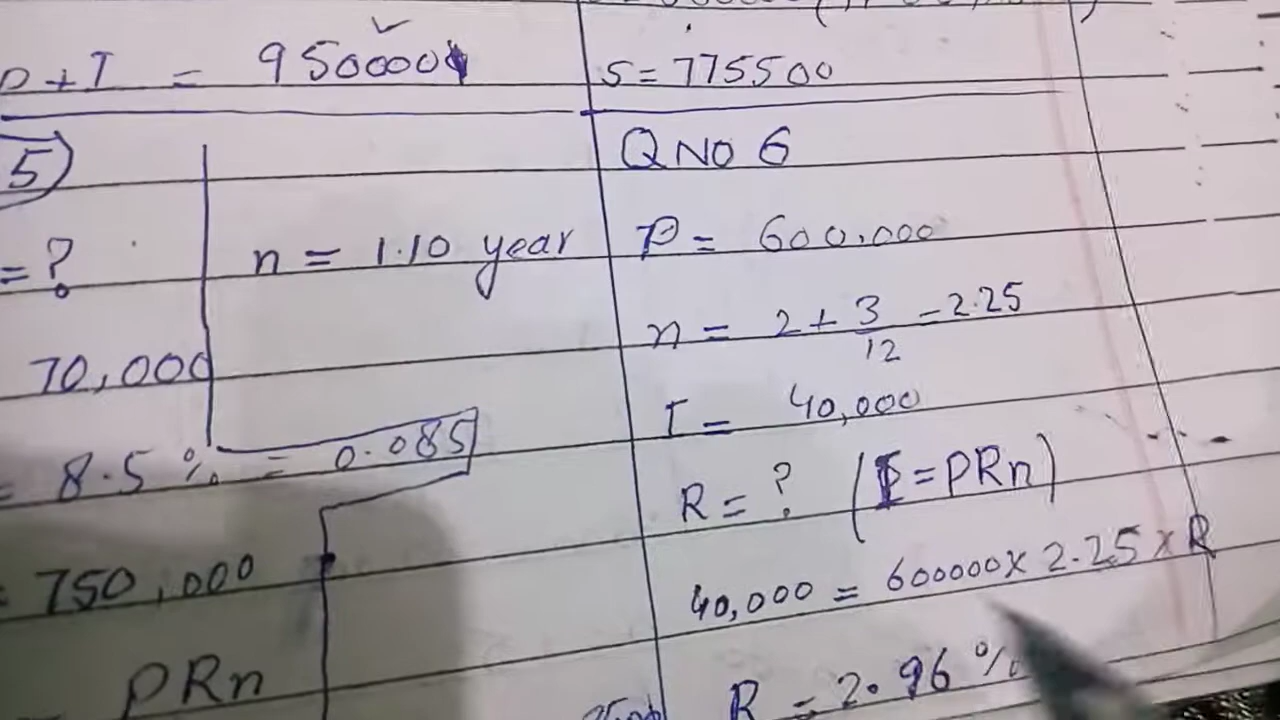 P + I = 950000
5)
= ?
n = 1.10 year
70,000
= 8.5 % = 0.085
= 750,000
= PRn
S = 775500
Q NO 6
P = 600,000
n = 2 + 3/12 = 2.25
I = 40,000
R = ? (I = PRn)
40,000 = 600000 x 2.25 x R
R = 2.96 %